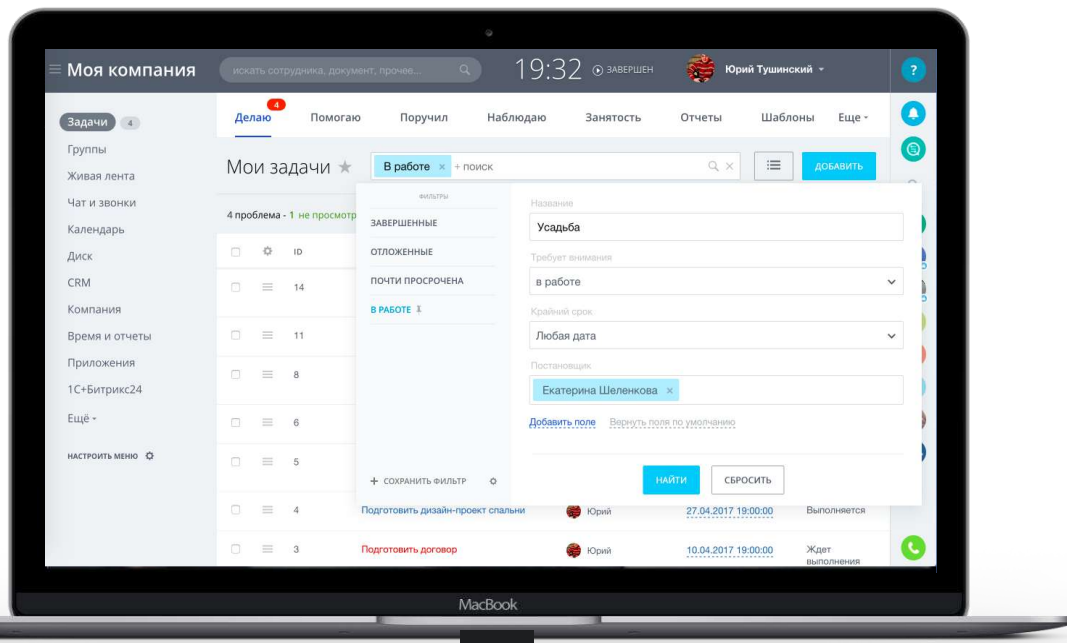 Моя компания
искать сотрудника, документ, прочее...
19:32 ЗАВЕРШЕН
Юрий Тушинский
?
Задачи 4
Группы
Живая лента
Чат и звонки
Календарь
Диск
CRM
Компания
Время и отчеты
Приложения
1С+Битрикс24
Ещё
НАСТРОИТЬ МЕНЮ
4
Делаю Помогаю Поручил Наблюдаю Занятость Отчеты Шаблоны Еще
Мои задачи
В работе × + поиск
ДОБАВИТЬ
4 проблема - 1 не просмотр
ID
14
11
8
6
5
ФИЛЬТРЫ
ЗАВЕРШЕННЫЕ
ОТЛОЖЕННЫЕ
ПОЧТИ ПРОСРОЧЕНА
В РАБОТЕ
+ СОХРАНИТЬ ФИЛЬТР
Название
Усадьба
Требует внимания
в работе
Крайний срок
Любая дата
Постановщик
Екатерина Шеленкова ×
Добавить поле Вернуть поля по умолчанию
НАЙТИ СБРОСИТЬ
4 Подготовить дизайн-проект спальни Юрий 27.04.2017 19:00:00 Выполняется
3 Подготовить договор Юрий 10.04.2017 19:00:00 Ждет
выполнения
MacBook